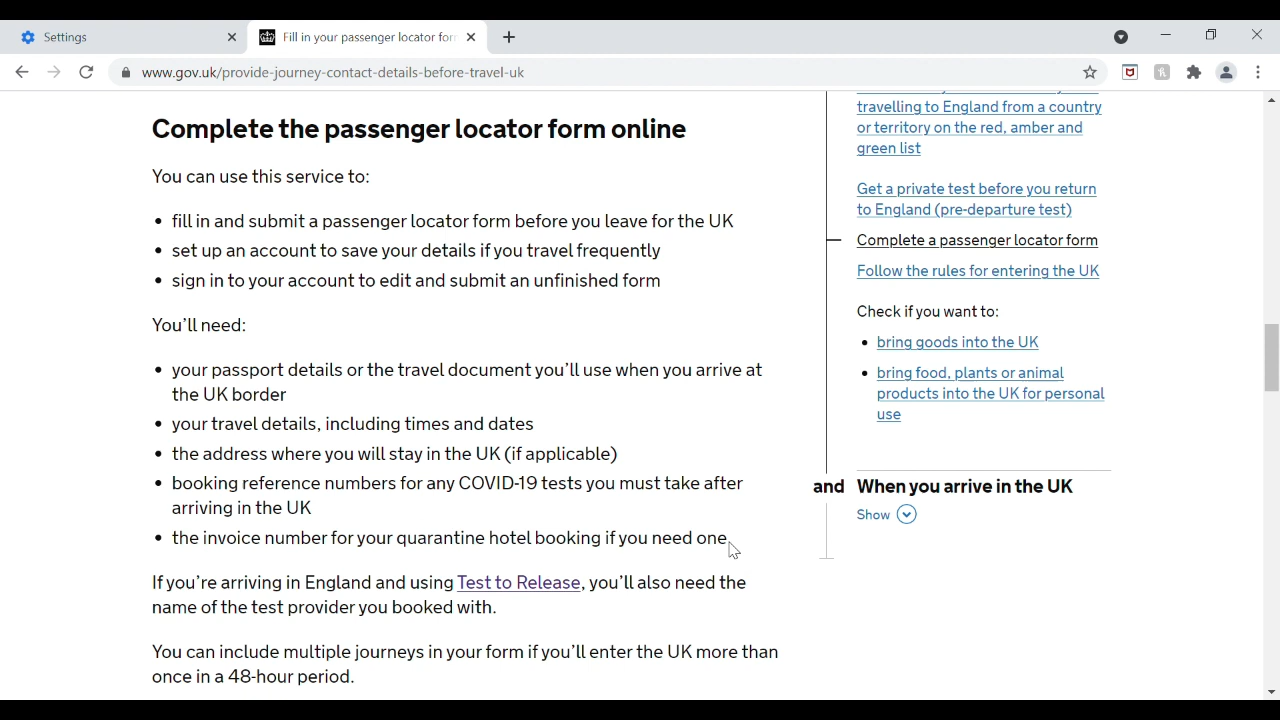 Settings
Fill in your passenger locator for
www.gov.uk/provide-journey-contact-details-before-travel-uk
Complete the passenger locator form online
You can use this service to:
• fill in and submit a passenger locator form before you leave for the UK
• set up an account to save your details if you travel frequently
• sign in to your account to edit and submit an unfinished form
You'll need:
• your passport details or the travel document you'll use when you arrive at
the UK border
• your travel details, including times and dates
• the address where you will stay in the UK (if applicable)
• booking reference numbers for any COVID-19 tests you must take after
arriving in the UK
• the invoice number for your quarantine hotel booking if you need one
If you're arriving in England and using Test to Release, you'll also need the
name of the test provider you booked with.
You can include multiple journeys in your form if you'll enter the UK more than
once in a 48-hour period.
travelling to England from a country
or territory on the red, amber and
green list
Get a private test before you return
to England (pre-departure test)
Complete a passenger locator form
Follow the rules for entering the UK
Check if you want to:
• bring goods into the UK
• bring food, plants or animal
products into the UK for personal
use
and When you arrive in the UK
Show